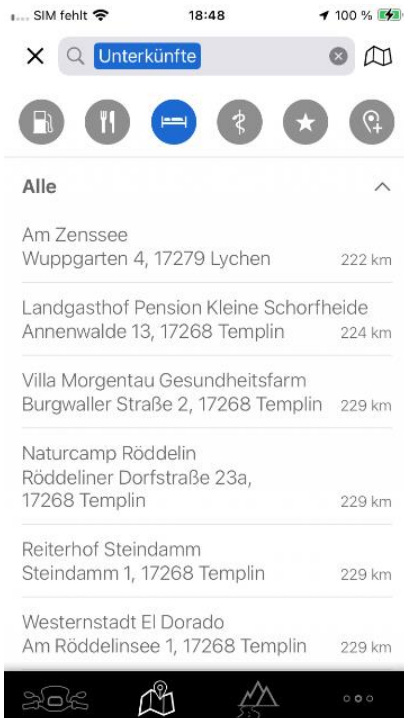 SIM fehlt 18:48 100 %
Unterkünfte
Alle
Am Zenssee
Wuppgarten 4, 17279 Lychen 222 km
Landgasthof Pension Kleine Schorfheide
Annenwalde 13, 17268 Templin 224 km
Villa Morgentau Gesundheitsfarm
Burgwaller Straße 2, 17268 Templin 229 km
Naturcamp Röddelin
Röddeliner Dorfstraße 23a,
17268 Templin 229 km
Reiterhof Steindamm
Steindamm 1, 17268 Templin 229 km
Westernstadt El Dorado
Am Röddelinsee 1, 17268 Templin 229 km